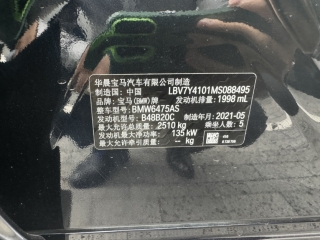 华晨宝马汽车有限公司制造
制造国：中国 LBV7Y4101MS088495
品牌：宝马(BMW)牌 发动机排量：1998 mL
整车型号：BMW6475AS
发动机型号：B48B20C 制造年月：2021-05
最大允许总质量：2510 kg 乘坐人数：5
发动机最大净功率：135 kW
最大允许牵引质量：-- kg